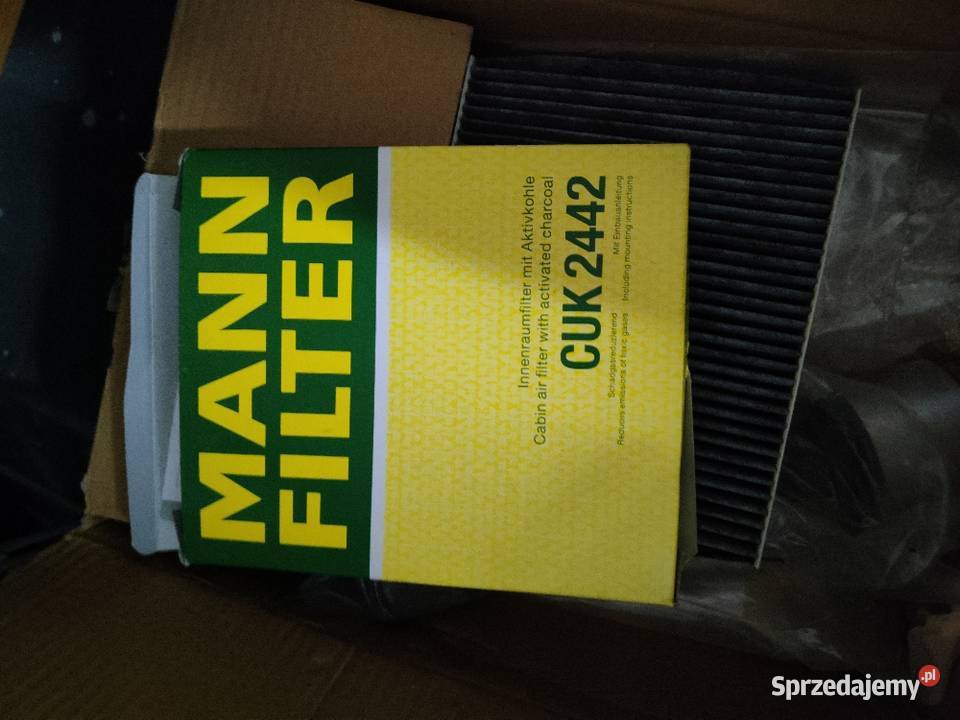 MANN
FILTER
Innenraumfilter mit Aktivkohle
Cabin air filter with activated charcoal
CUK 2442
Schadgasreduzierend
Reduces emissions of toxic gases
Mit Einbauanleitung
Including mounting instructions
Sprzedajemy.pl